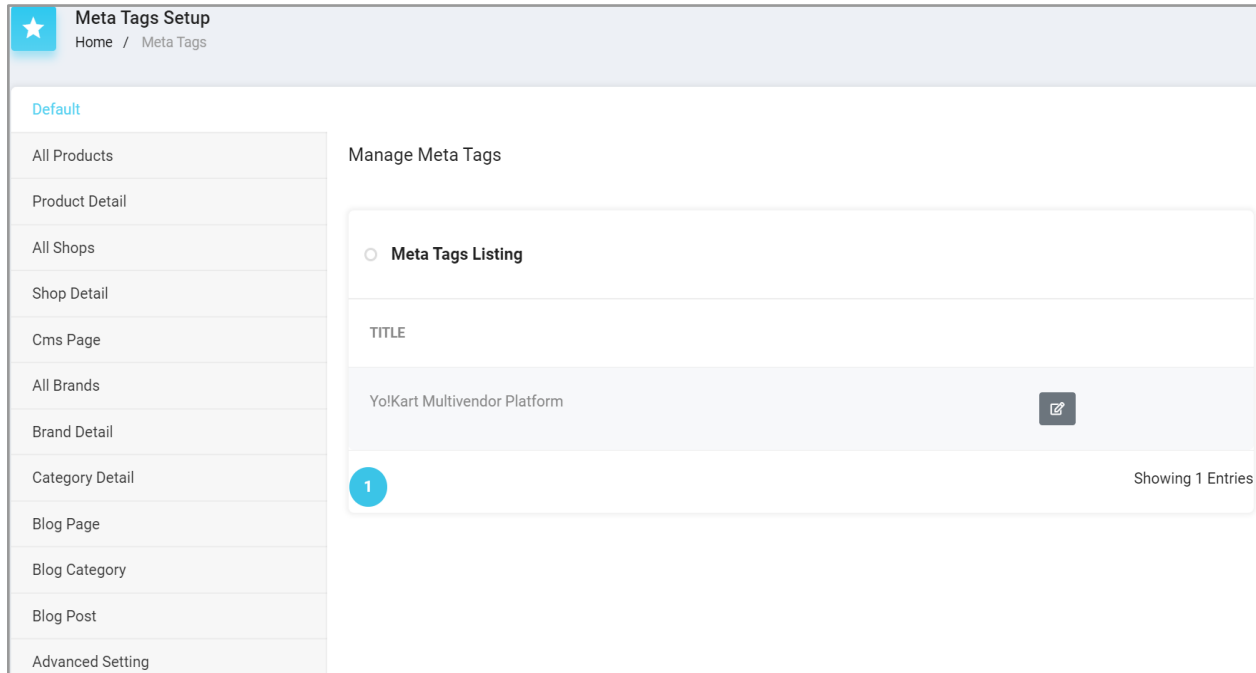 Meta Tags Setup
Home / Meta Tags
Default
All Products
Product Detail
All Shops
Shop Detail
Cms Page
All Brands
Brand Detail
Category Detail
Blog Page
Blog Category
Blog Post
Advanced Setting
Manage Meta Tags
Meta Tags Listing
TITLE
Yo!Kart Multivendor Platform
1
Showing 1 Entries